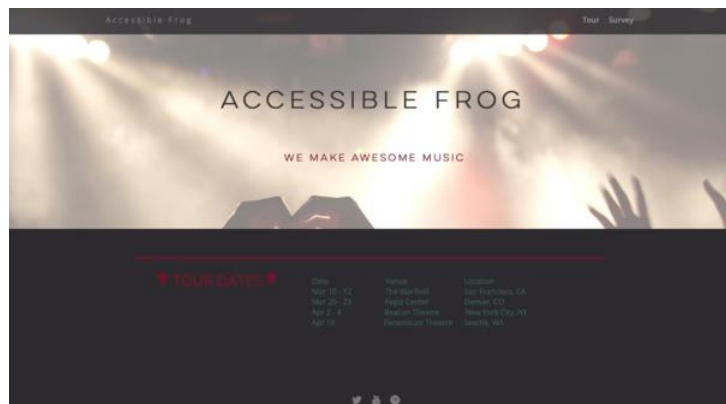 Accessible Frog
Tour Survey
ACCESSIBLE FROG
WE MAKE AWESOME MUSIC
TOUR DATES
Date Venue Location
Mar 10 - 12 The Warfield San Francisco, CA
Mar 20 - 23 Pepsi Center Denver, CO
Apr 2 - 4 Beacon Theatre New York City, NY
Apr 10 Paramount Theatre Seattle, WA